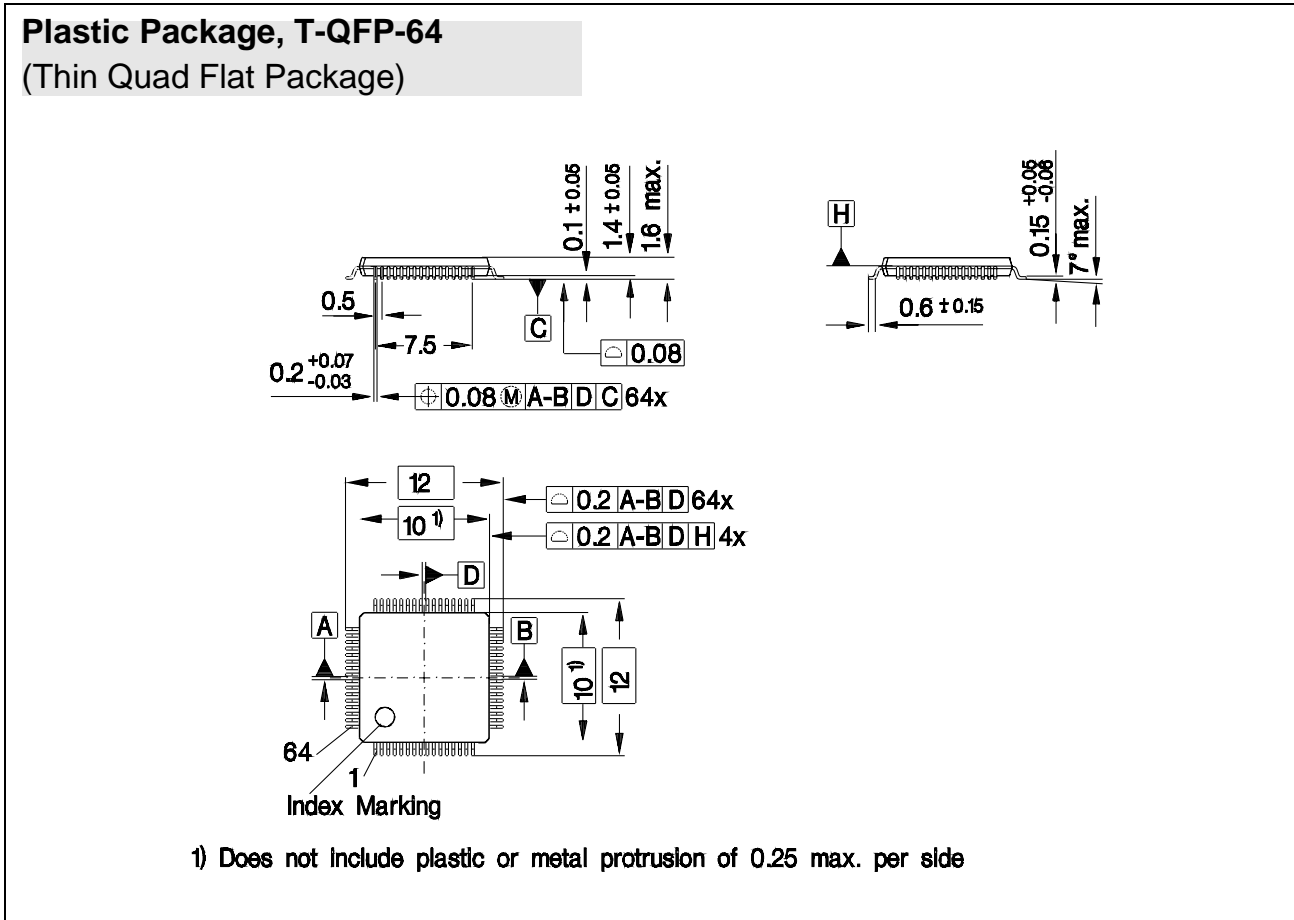 Plastic Package, T-QFP-64
(Thin Quad Flat Package)
0.1 ± 0.05
1.4 ± 0.05
1.6 max.
H
0.15 +0.05 -0.06
7° max.
0.5
7.5
C
0.6 ± 0.15
⌓ 0.08
0.2 +0.07 -0.03
⌖ 0.08 Ⓜ A-B D C 64x
12
⌓ 0.2 A-B D 64x
10 1)
⌓ 0.2 A-B D H 4x
D
A
B
10 1)
12
64
1
Index Marking
1) Does not include plastic or metal protrusion of 0.25 max. per side